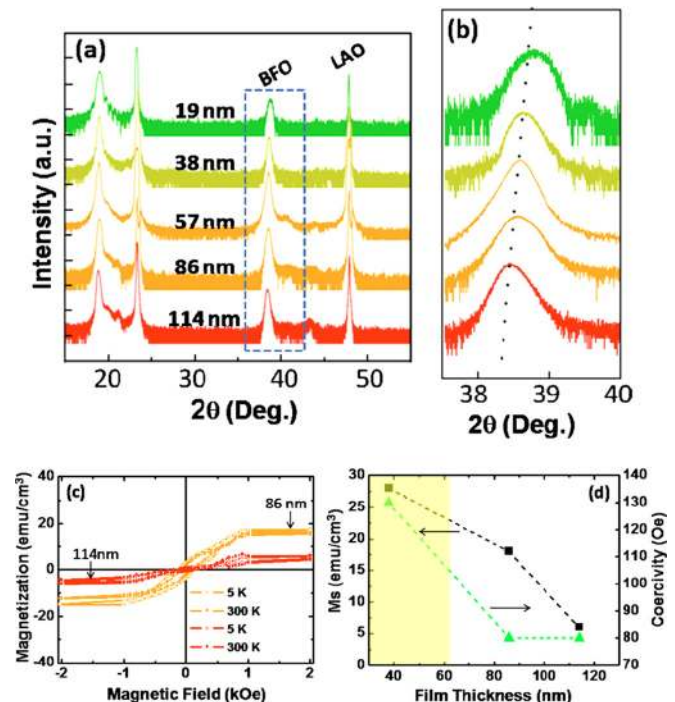 (a)
BFO
LAO
19 nm
38 nm
57 nm
86 nm
114 nm
Intensity (a.u.)
20 30 40 50
2θ (Deg.)
(b)
38 39 40
2θ (Deg.)
(c)
86 nm
114nm
5 K
300 K
5 K
300 K
Magnetization (emu/cm³)
40
20
0
-20
-40
-2 -1 0 1 2
Magnetic Field (kOe)
(d)
Ms (emu/cm³)
30
25
20
15
10
5
0
140
130
120
110
100
90
80
70
Coercivity (Oe)
40 60 80 100 120
Film Thickness (nm)